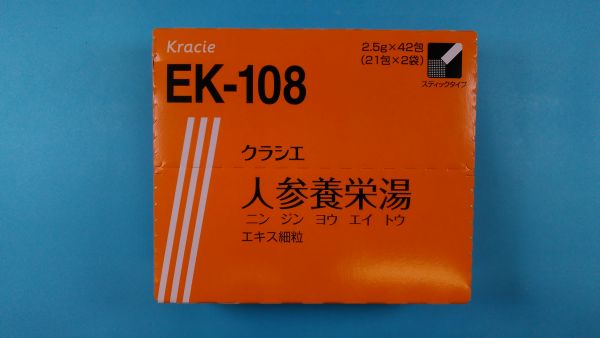 Kracie
2.5g×42包
(21包×2袋)
スティックタイプ
EK-108
クラシエ
人参養栄湯
ニン ジン ヨウ エイ トウ
エキス細粒